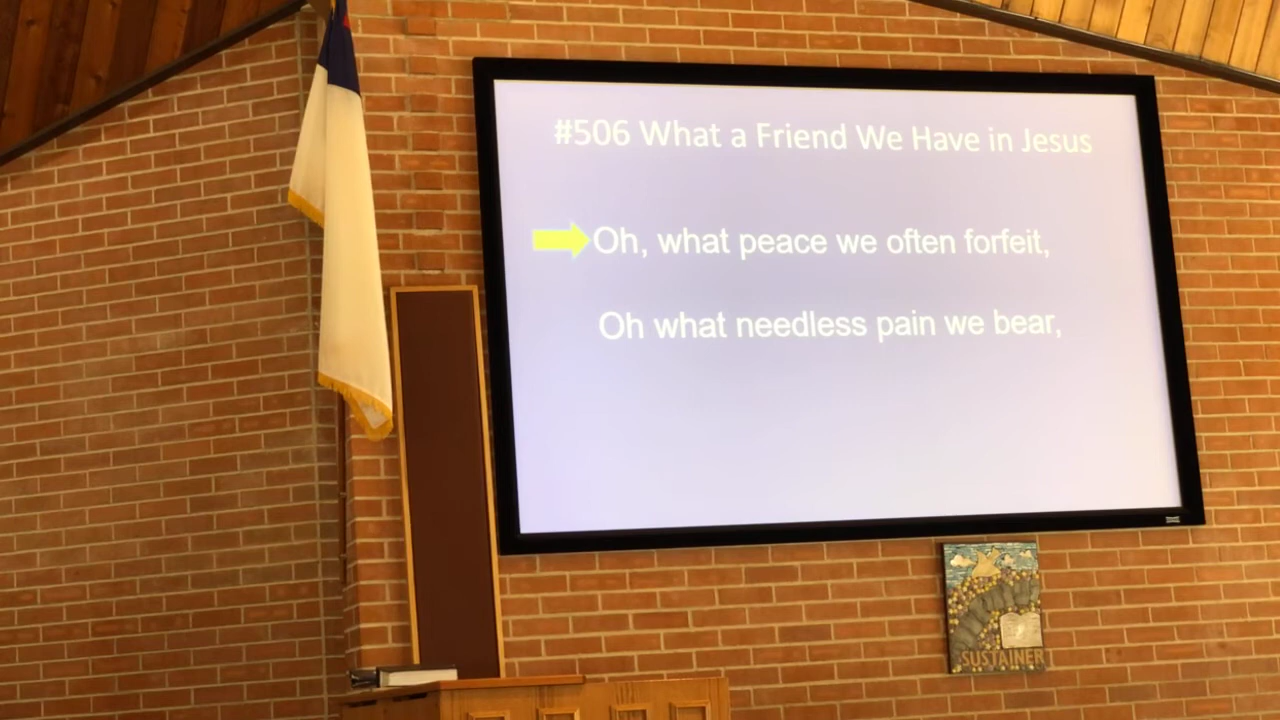 #506 What a Friend We Have in Jesus
Oh, what peace we often forfeit,
Oh what needless pain we bear,
SUSTAINER